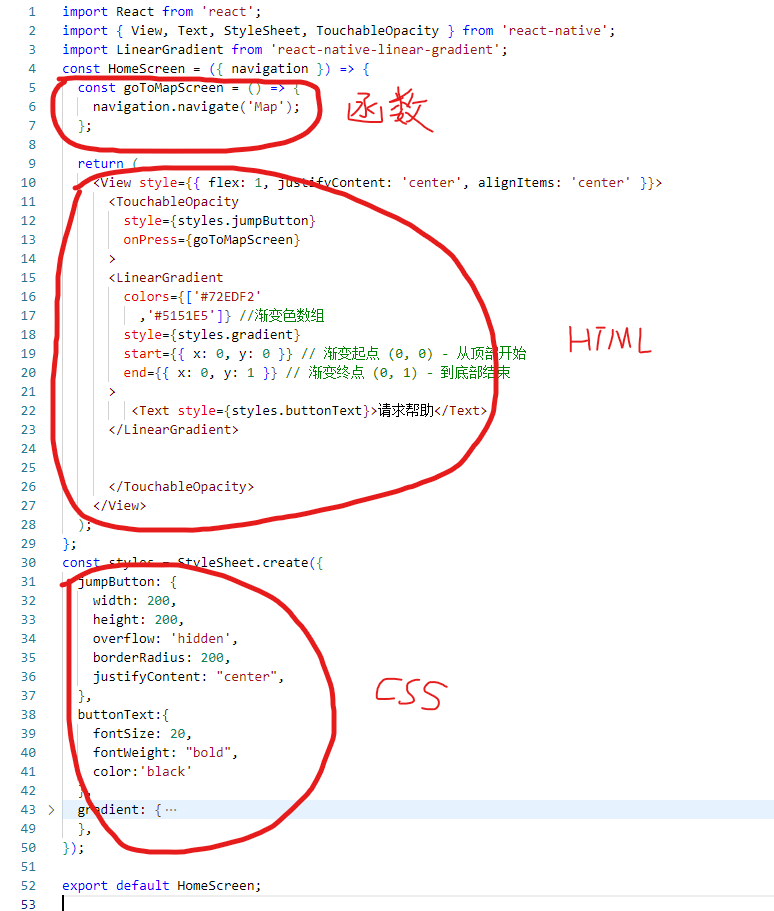 1 import React from 'react';
2 import { View, Text, StyleSheet, TouchableOpacity } from 'react-native';
3 import LinearGradient from 'react-native-linear-gradient';
4 const HomeScreen = ({ navigation }) => {
5 const goToMapScreen = () => {
6 navigation.navigate('Map');
函数
7 };
8
9 return (
10 <View style={{ flex: 1, justifyContent: 'center', alignItems: 'center' }}>
11 <TouchableOpacity
12 style={styles.jumpButton}
13 onPress={goToMapScreen}
14 >
15 <LinearGradient
16 colors={['#72EDF2'
17 ,'#5151E5']} //渐变色数组
18 style={styles.gradient}
HTML
19 start={{ x: 0, y: 0 }} // 渐变起点 (0, 0) - 从顶部开始
20 end={{ x: 0, y: 1 }} // 渐变终点 (0, 1) - 到底部结束
21 >
22 <Text style={styles.buttonText}>请求帮助</Text>
23 </LinearGradient>
24
25
26 </TouchableOpacity>
27 </View>
28 );
29 };
30 const styles = StyleSheet.create({
31 jumpButton: {
32 width: 200,
33 height: 200,
34 overflow: 'hidden',
35 borderRadius: 200,
36 justifyContent: "center",
CSS
37 },
38 buttonText:{
39 fontSize: 20,
40 fontWeight: "bold",
41 color:'black'
42 },
43 gradient: { ⋯
49 },
50 });
51
52 export default HomeScreen;
53